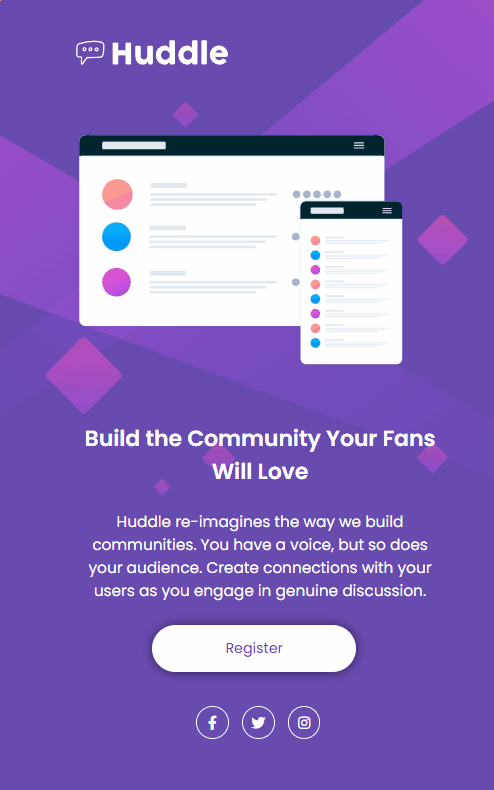 Huddle
Build the Community Your Fans
Will Love
Huddle re-imagines the way we build
communities. You have a voice, but so does
your audience. Create connections with your
users as you engage in genuine discussion.
Register